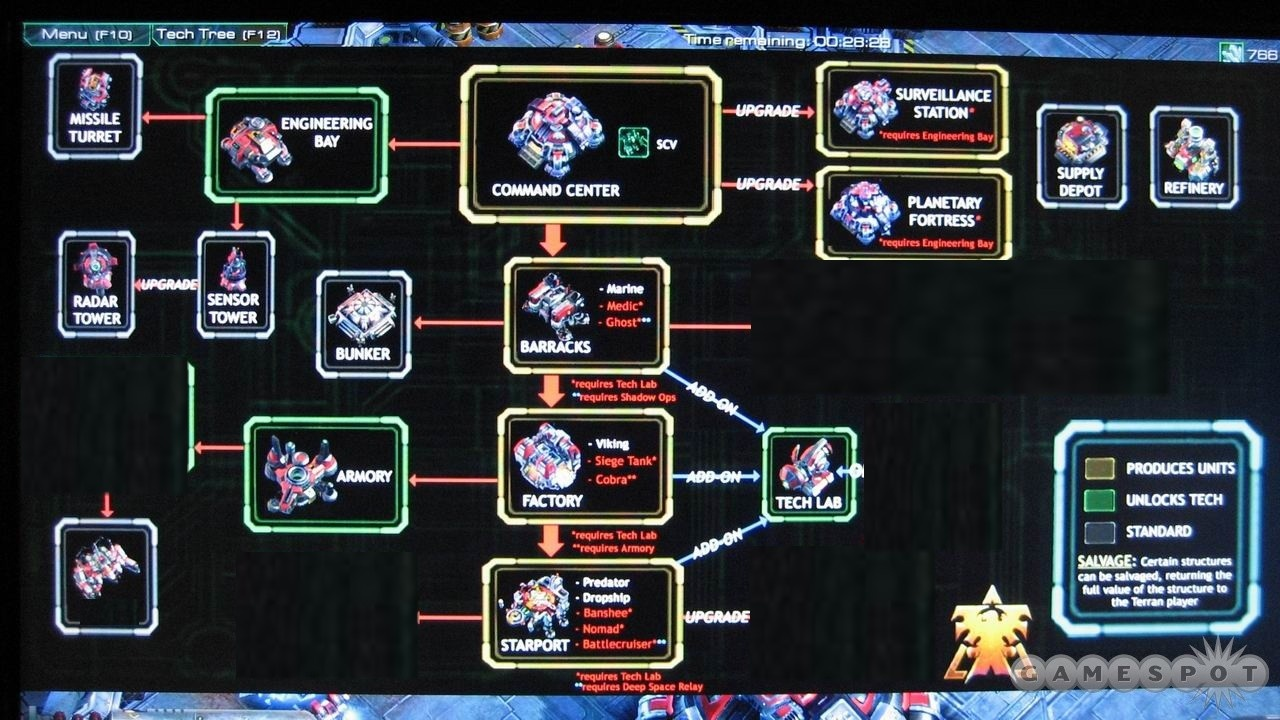 Menu (F10)
Tech Tree (F12)
Time remaining: 00:28:28
766
MISSILE
TURRET
ENGINEERING
BAY
COMMAND CENTER
SCV
UPGRADE
SURVEILLANCE
STATION*
*requires Engineering Bay
UPGRADE
PLANETARY
FORTRESS*
*requires Engineering Bay
SUPPLY
DEPOT
REFINERY
RADAR
TOWER
UPGRADE
SENSOR
TOWER
BUNKER
BARRACKS
- Marine
- Medic*
- Ghost***
*requires Tech Lab
**requires Shadow Ops
ADD-ON
ARMORY
FACTORY
- Viking
- Siege Tank*
- Cobra**
ADD-ON
TECH LAB
*requires Tech Lab
**requires Armory
ADD-ON
STARPORT
- Predator
- Dropship
- Banshee*
- Nomad*
- Battlecruiser***
UPGRADE
*requires Tech Lab
**requires Deep Space Relay
PRODUCES UNITS
UNLOCKS TECH
STANDARD
SALVAGE: Certain structures
can be salvaged, returning the
full value of the structure to
the Terran player
GAMESPOT